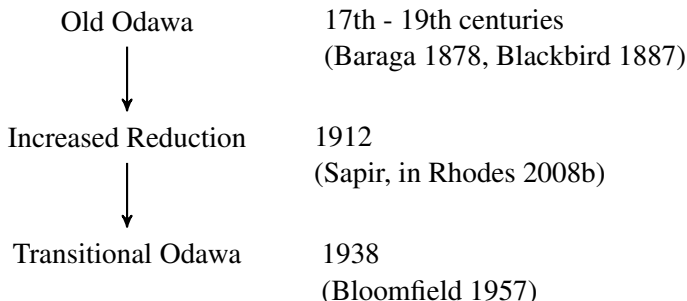 Old Odawa 17th - 19th centuries
(Baraga 1878, Blackbird 1887)
Increased Reduction 1912
(Sapir, in Rhodes 2008b)
Transitional Odawa 1938
(Bloomfield 1957)